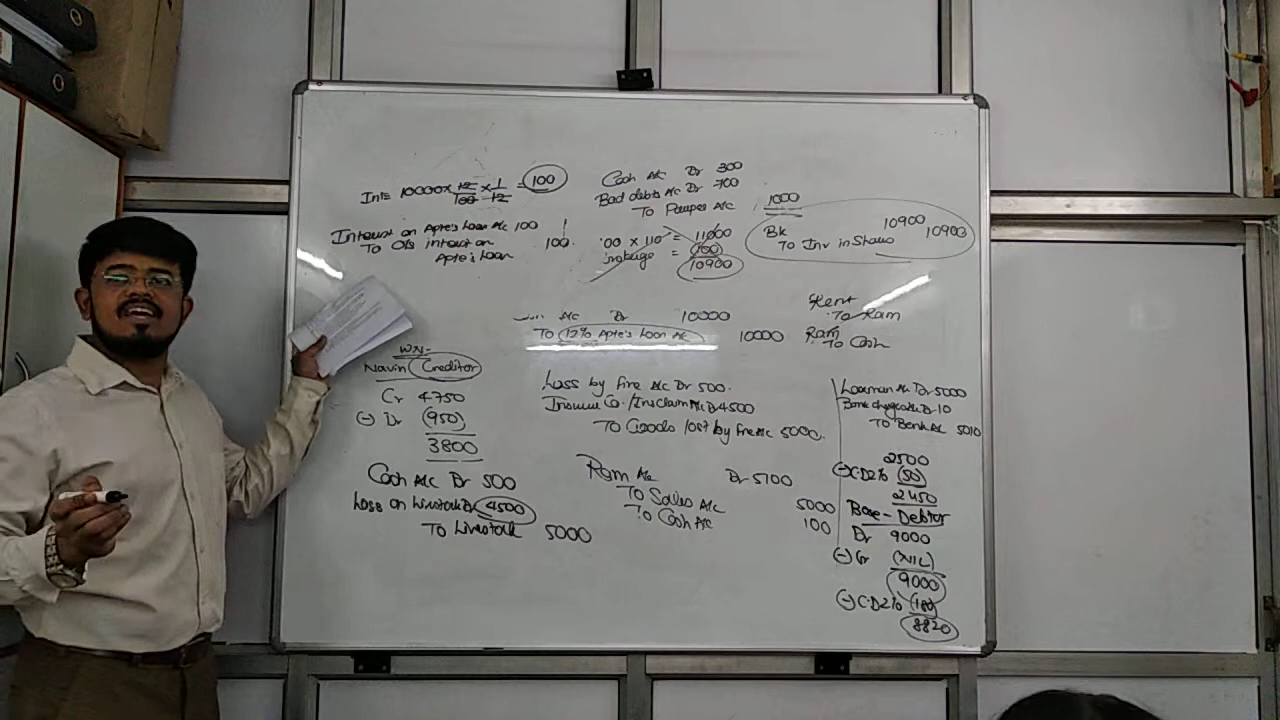 Int = 10000 × 12/100 × 1/12 = 100
Interest on Apte's Loan A/c 100
To O/s interest on 100.
Apte's loan
Cash A/c Dr 300
Bad debts A/c Dr 700
To Pauper A/c 1000
00 × 110 = 11000
= 100
10900
Bk 10900
To Inv in Shares 10900
A/c Dr 10000
To 12% Apte's Loan A/c 10000
Rent
To Ram
Ram
To Cash
W.N-
Navin Creditor
Cr 4750
(-) Dr (950)
3800
Cash A/c Dr 500
Loss on Livestock Dr 4500
To Livestock 5000
Loss by fire A/c Dr 500.
Insurance Co./Ins claim A/c Dr 4500
To Goods lost by fire A/c 5000.
Ram A/c Dr 5100
To Sales A/c 5000
To Cash A/c 100
Laxman A/c Dr 5000
Bank charges A/c Dr 10
To Bank A/c 5010
2500
(-) C.D 2% (50)
2450
Base - Debtor
Dr 9000
(-) Cr (NIL)
9000
(-) C.D 2% (180)
8820